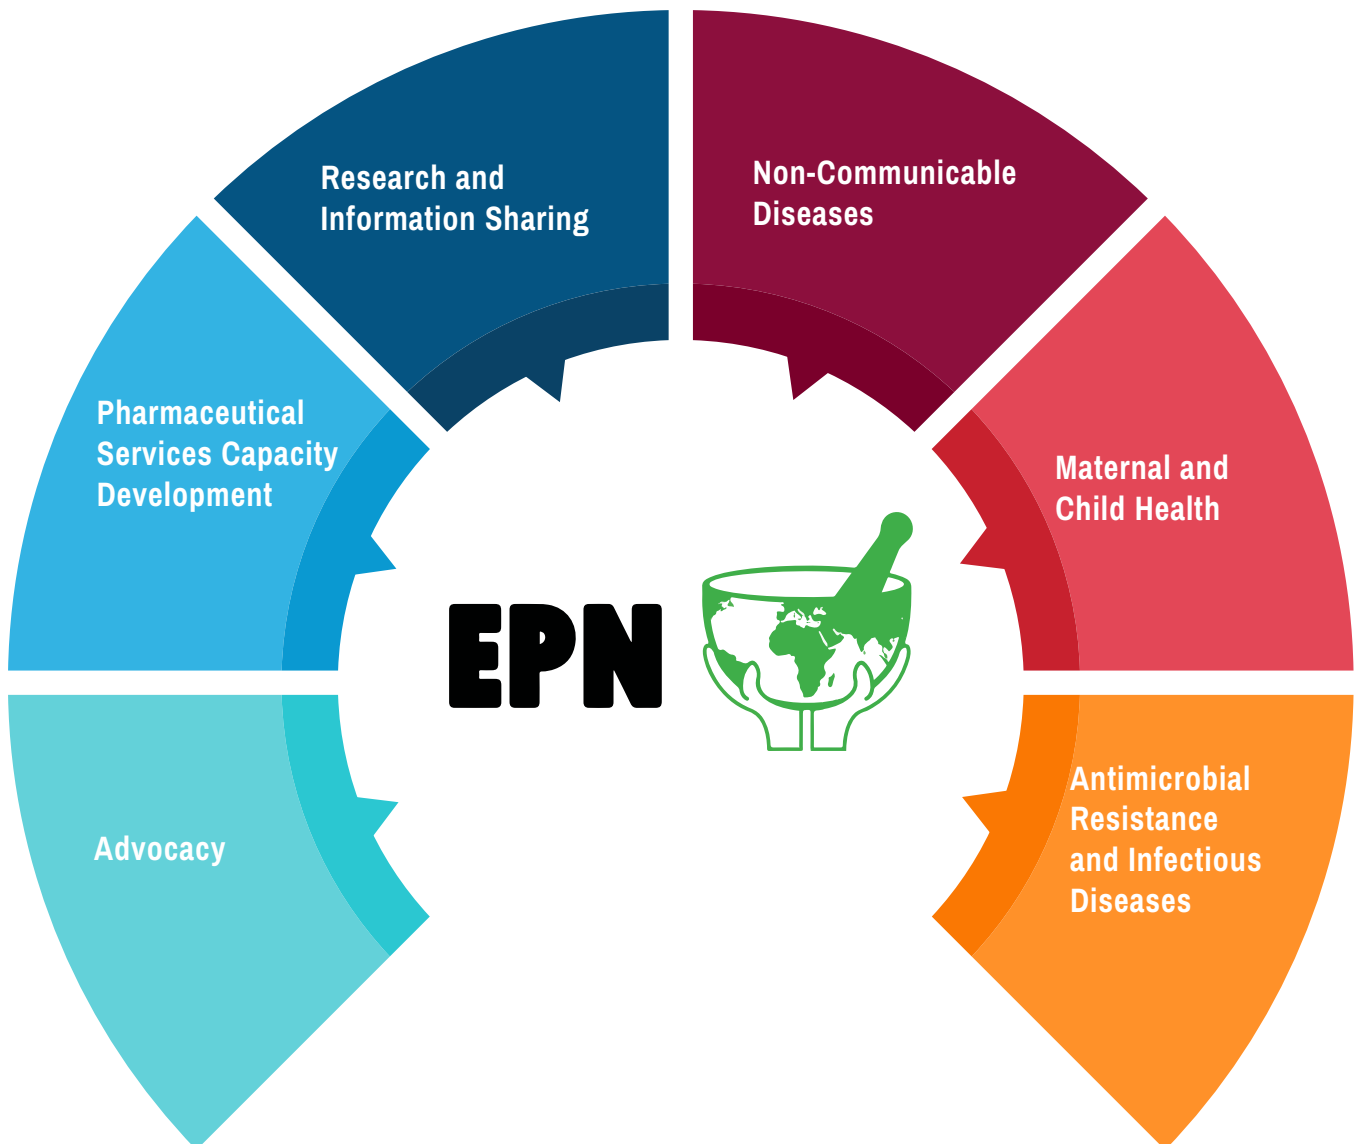 Research and
Information Sharing
Non-Communicable
Diseases
Pharmaceutical
Services Capacity
Development
Maternal and
Child Health
EPN
Advocacy
Antimicrobial
Resistance
and Infectious
Diseases